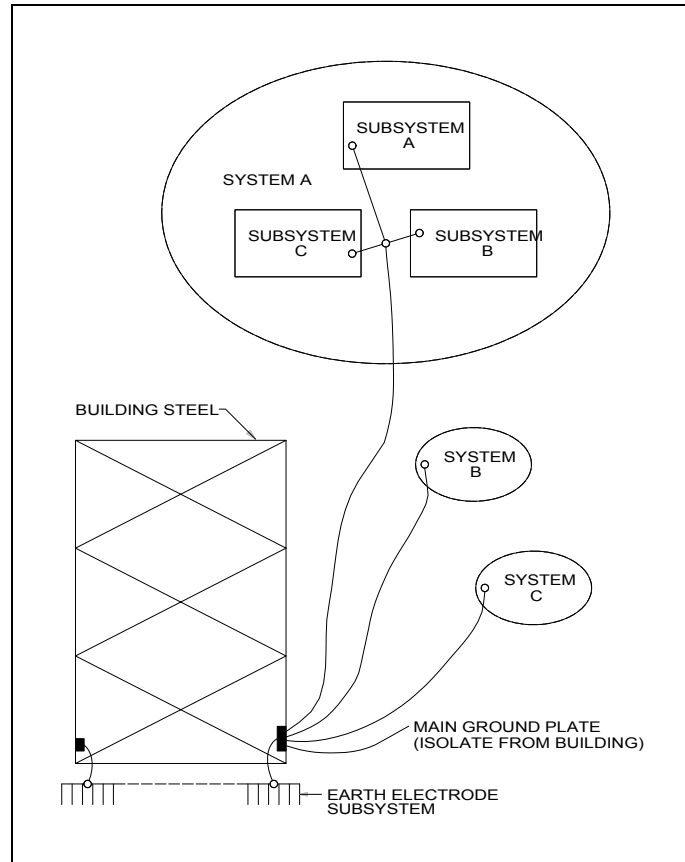 SUBSYSTEM
A
SYSTEM A
SUBSYSTEM
C
SUBSYSTEM
B
BUILDING STEEL
SYSTEM
B
SYSTEM
C
MAIN GROUND PLATE
(ISOLATE FROM BUILDING)
EARTH ELECTRODE
SUBSYSTEM